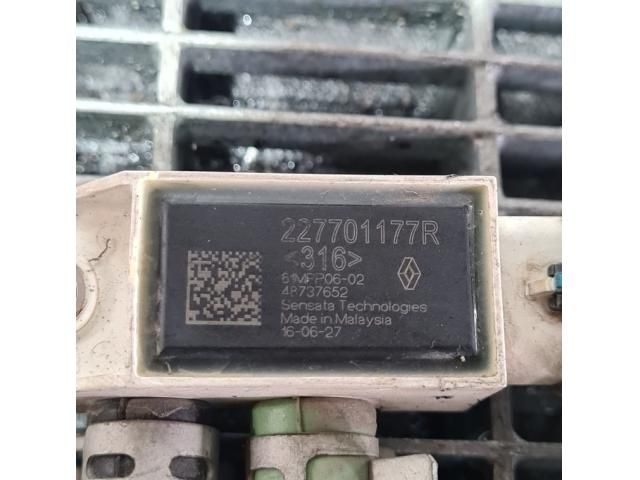 227701177R
<316>
61MPP06-02
4R737652
Sensata Technologies
Made in Malaysia
16-06-27